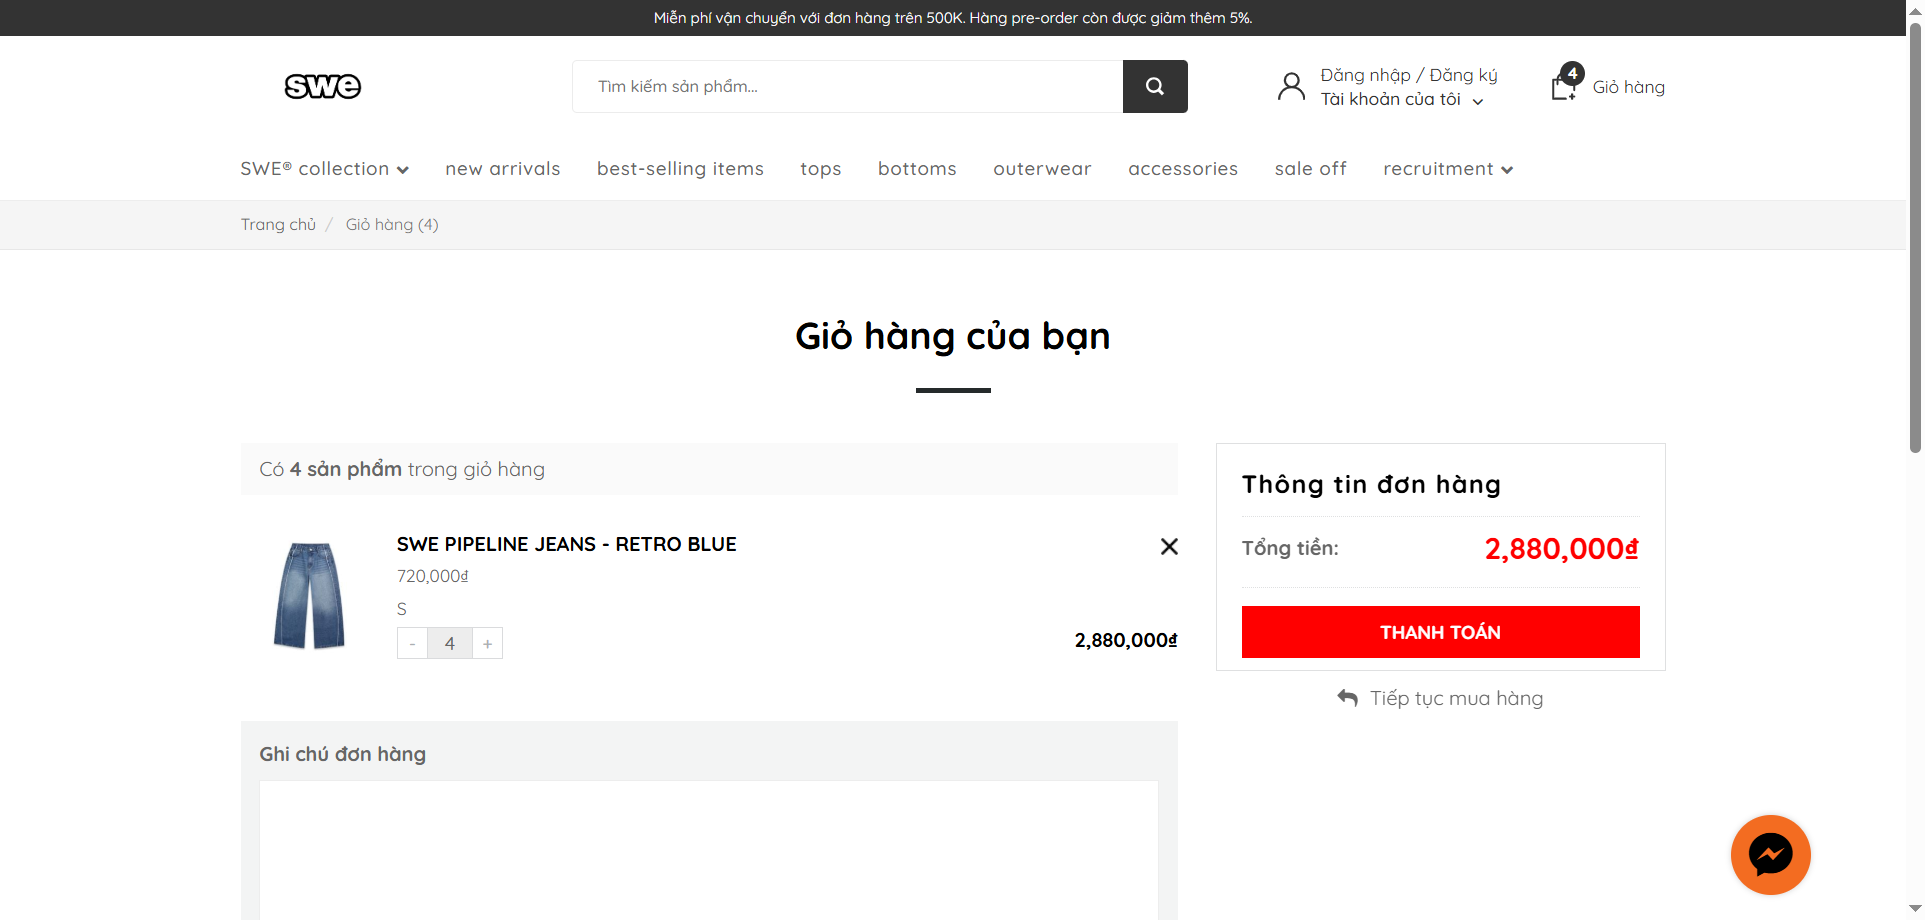 Miễn phí vận chuyển với đơn hàng trên 500K. Hàng pre-order còn được giảm thêm 5%.
swe
Tìm kiếm sản phẩm...
Đăng nhập / Đăng ký
Tài khoản của tôi
4
Giỏ hàng
SWE® collection new arrivals best-selling items tops bottoms outerwear accessories sale off recruitment
Trang chủ / Giỏ hàng (4)
Giỏ hàng của bạn
Có 4 sản phẩm trong giỏ hàng
SWE PIPELINE JEANS - RETRO BLUE
720,000₫
S
- 4 +
2,880,000₫
Thông tin đơn hàng
Tổng tiền: 2,880,000₫
THANH TOÁN
Tiếp tục mua hàng
Ghi chú đơn hàng